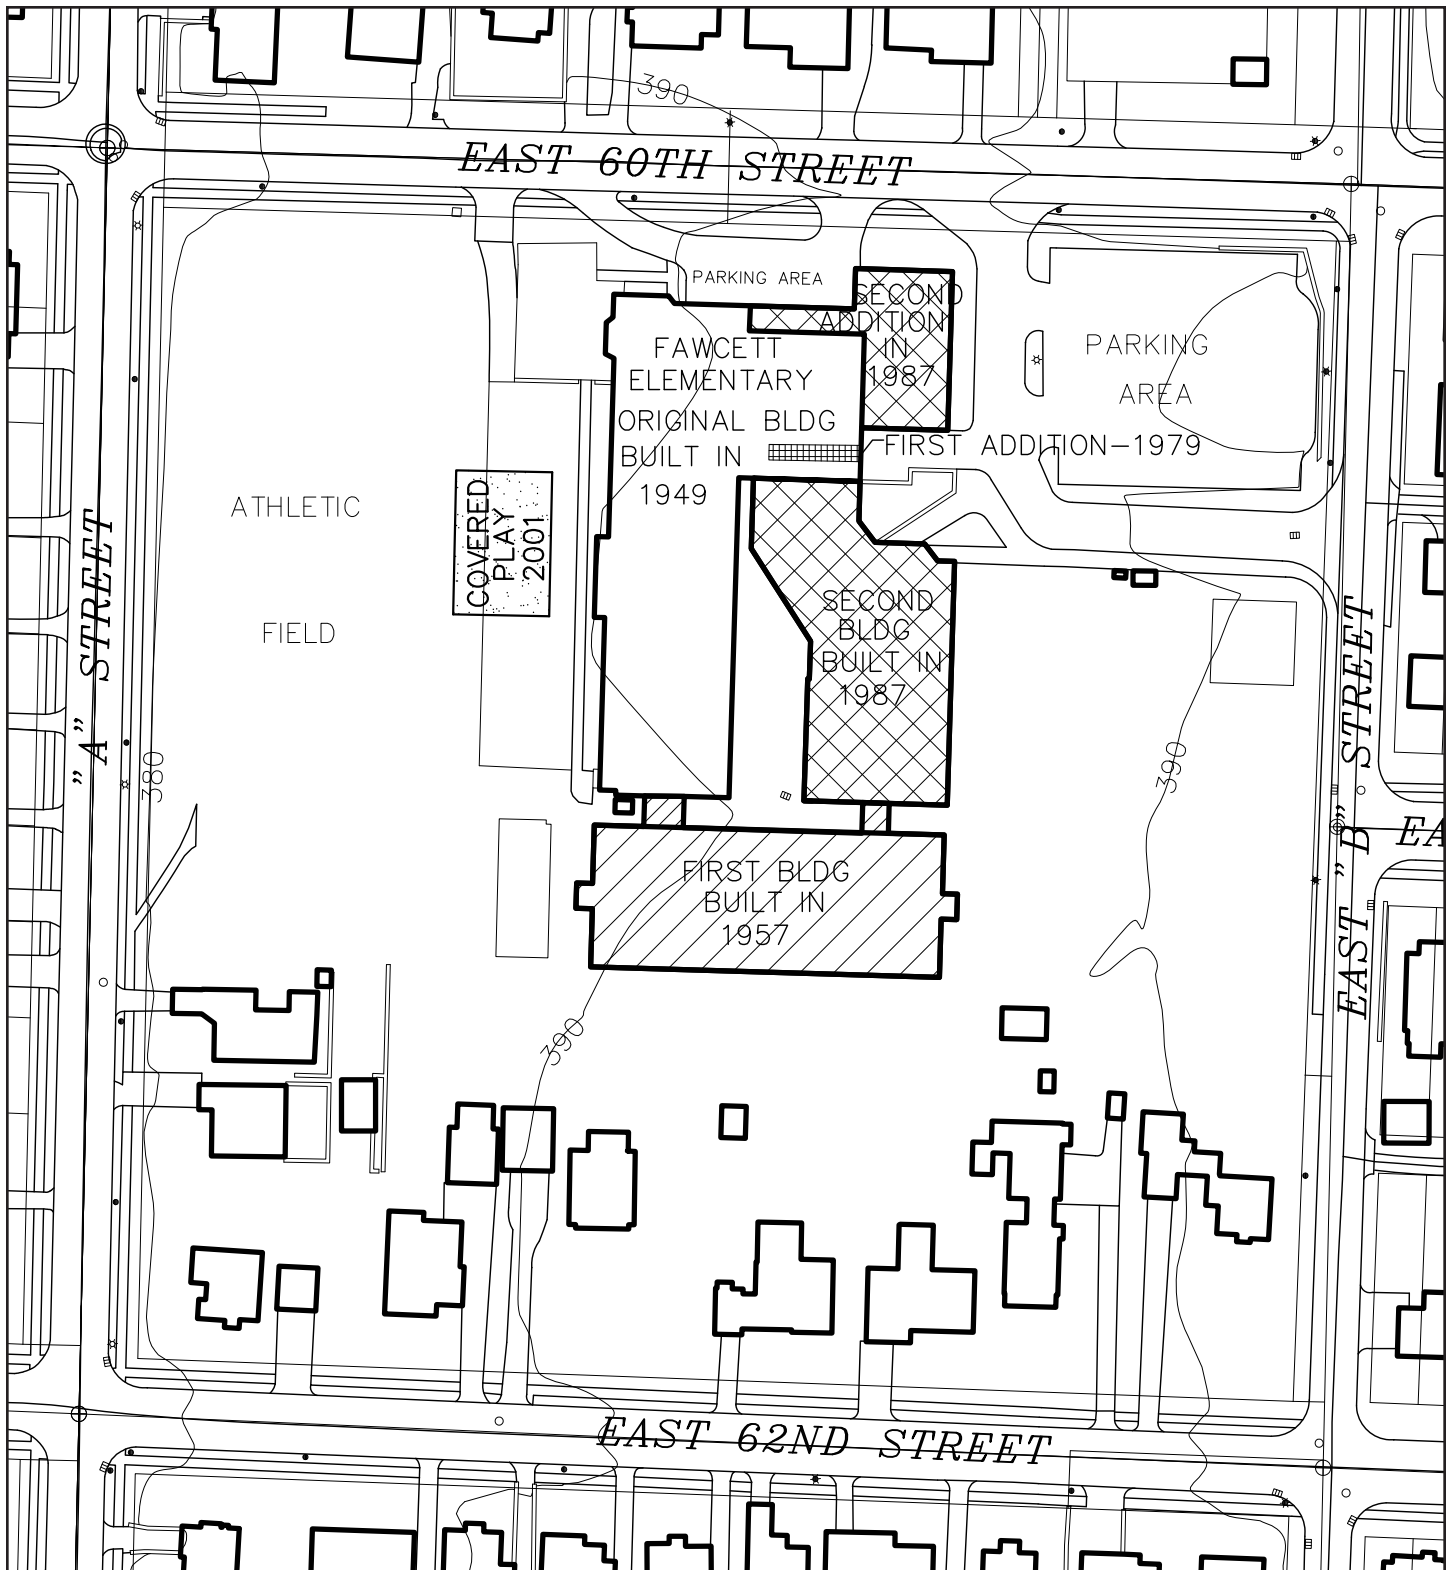 390
EAST 60TH STREET
PARKING AREA
SECOND
ADDITION
IN
1987
FAWCETT
ELEMENTARY
ORIGINAL BLDG
BUILT IN
1949
PARKING
AREA
FIRST ADDITION-1979
ATHLETIC
FIELD
COVERED
PLAY
2001
"A" STREET
380
SECOND
BLDG
BUILT IN
1987
390
EAST "B" STREET
EA
FIRST BLDG
BUILT IN
1957
390
EAST 62ND STREET